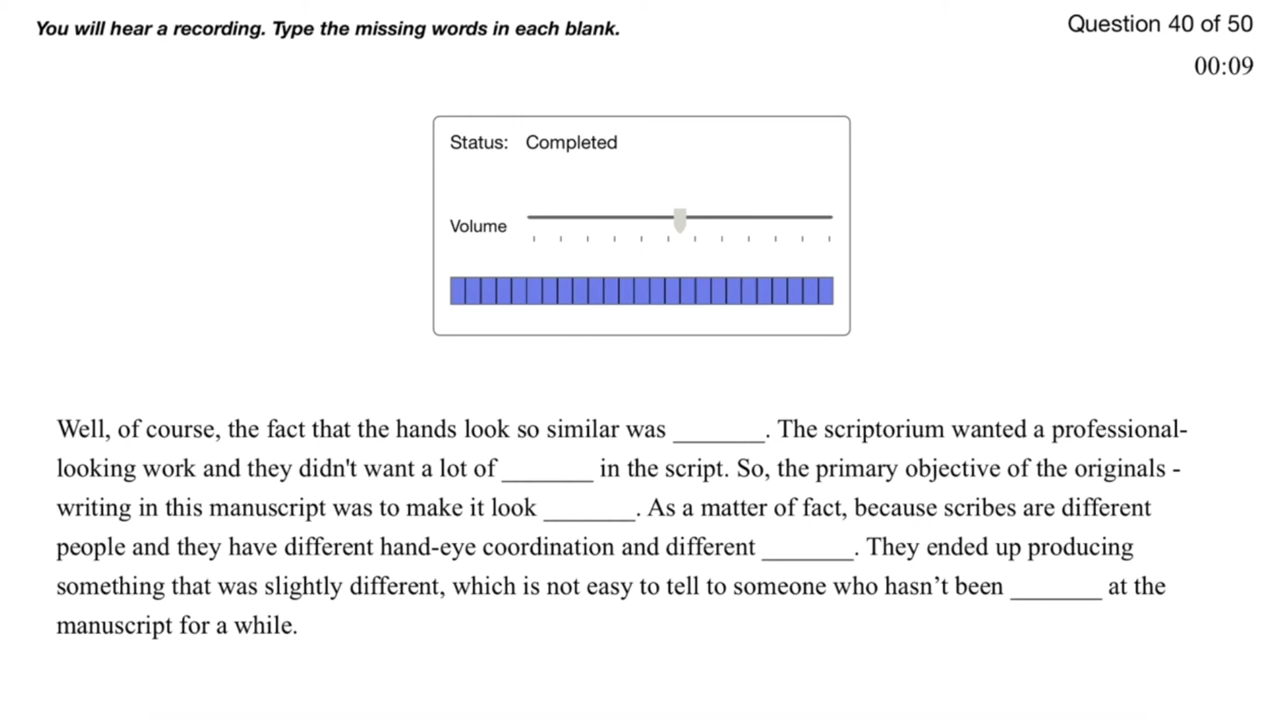 You will hear a recording. Type the missing words in each blank.
Question 40 of 50
00:09
Status: Completed
Volume
Well, of course, the fact that the hands look so similar was _______. The scriptorium wanted a professional-
looking work and they didn't want a lot of _______ in the script. So, the primary objective of the originals -
writing in this manuscript was to make it look _______. As a matter of fact, because scribes are different
people and they have different hand-eye coordination and different _______. They ended up producing
something that was slightly different, which is not easy to tell to someone who hasn’t been _______ at the
manuscript for a while.